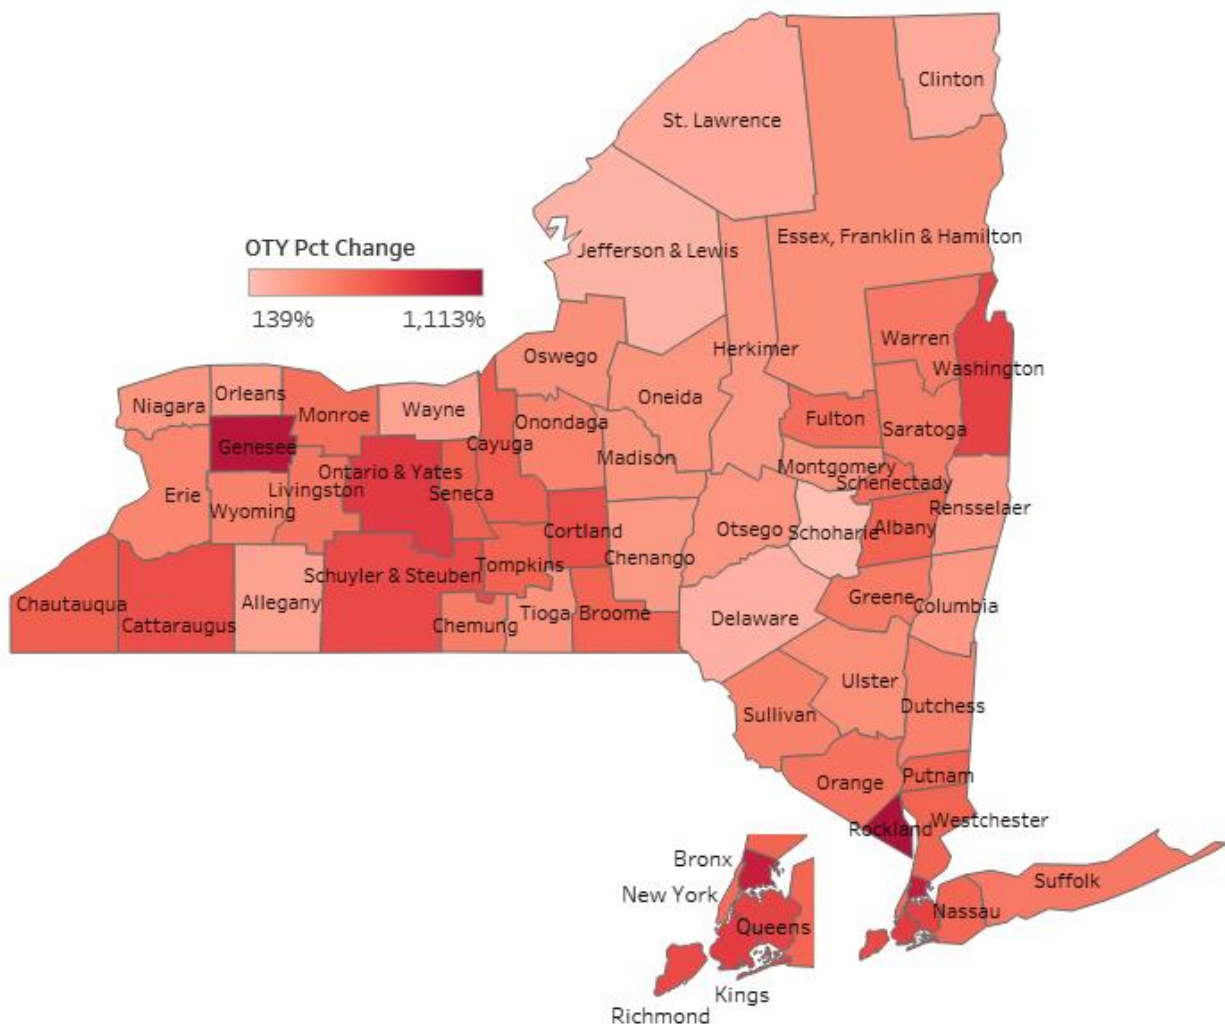 Clinton
St. Lawrence
Essex, Franklin & Hamilton
OTY Pct Change
Jefferson & Lewis
139% 1,113%
Warren
Herkimer
Oswego
Washington
Orleans
Oneida
Niagara
Monroe
Wayne
Fulton
Onondaga
Saratoga
Cayuga
Genesee
Madison
Montgomery
Ontario & Yates
Schenectady
Livingston
Seneca
Erie
Rensselaer
Wyoming
Cortland
Otsego
Schoharie
Albany
Chenango
Tompkins
Schuyler & Steuben
Chautauqua
Allegany
Greene
Columbia
Tioga
Broome
Delaware
Cattaraugus
Chemung
Ulster
Dutchess
Sullivan
Putnam
Orange
Westchester
Rockland
Bronx
Suffolk
New York
Nassau
Queens
Kings
Richmond